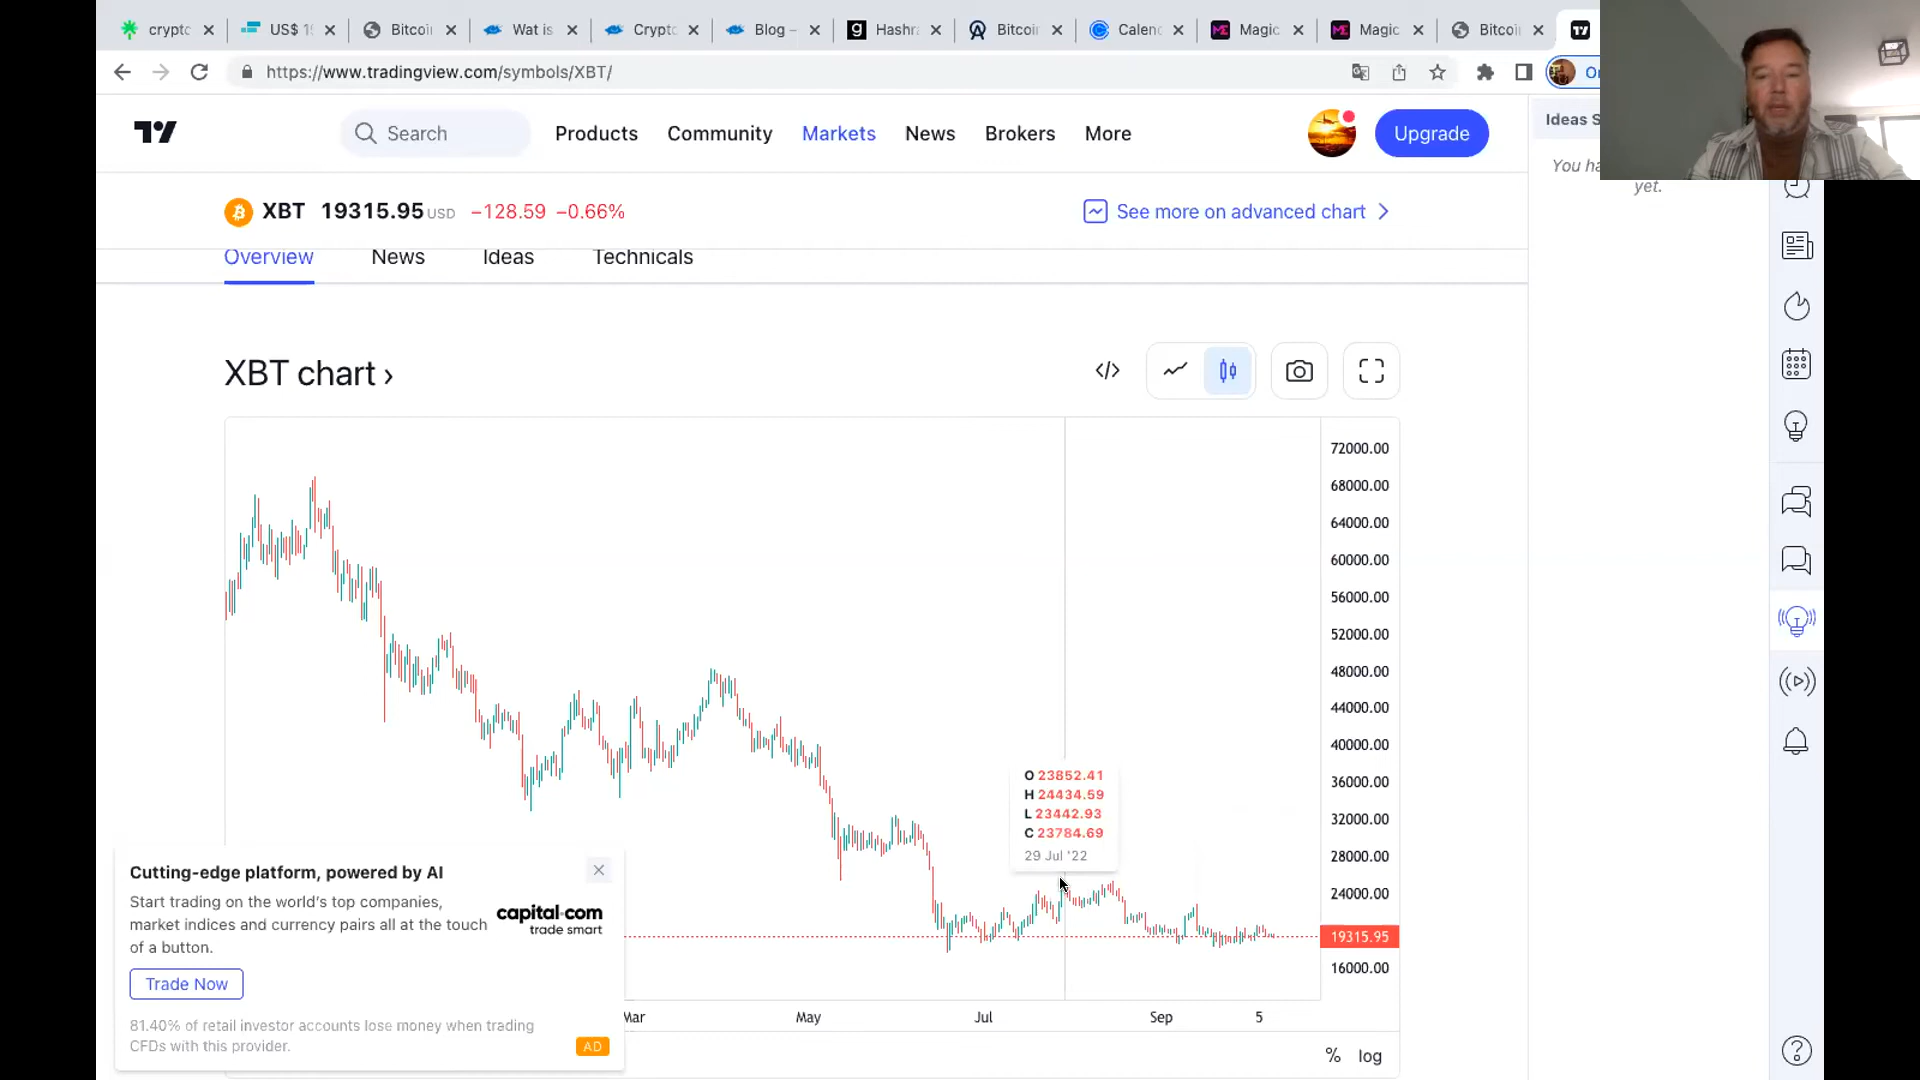 cryptc
US$ 1
Bitcoi
Wat is
Crypto
Blog –
Hashr
Bitcoin
Calenc
Magic
Magic
Bitcoi
https://www.tradingview.com/symbols/XBT/
Search
Products
Community
Markets
News
Brokers
More
Upgrade
Ideas S
You ha
yet.
XBT 19315.95 USD −128.59 −0.66%
See more on advanced chart
Overview
News
Ideas
Technicals
XBT chart ›
</>
72000.00
68000.00
64000.00
60000.00
56000.00
52000.00
48000.00
44000.00
40000.00
36000.00
32000.00
28000.00
24000.00
19315.95
16000.00
O 23852.41
H 24434.59
L 23442.93
C 23784.69
29 Jul '22
Cutting-edge platform, powered by AI
Start trading on the world's top companies,
market indices and currency pairs all at the touch
of a button.
capital.com
trade smart
Trade Now
81.40% of retail investor accounts lose money when trading
CFDs with this provider.
AD
Mar
May
Jul
Sep
5
% log